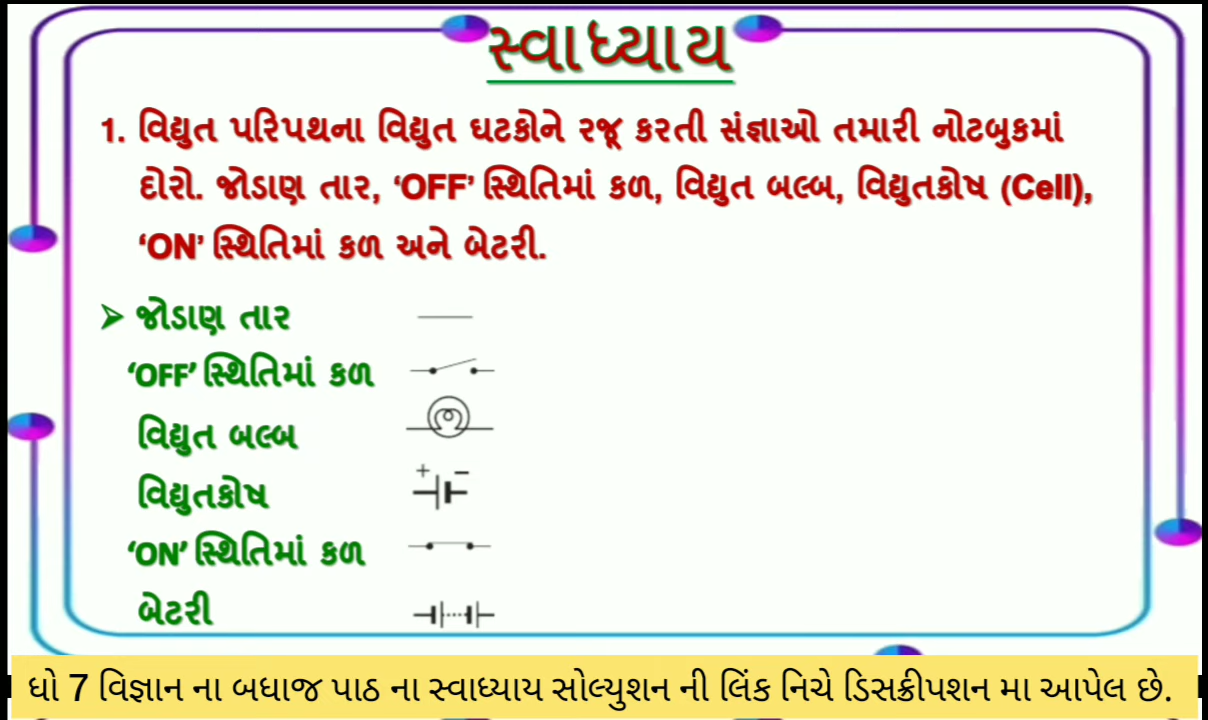 સ્વાધ્યાય
1. વિદ્યુત પરિપથના વિદ્યુત ઘટકોને રજૂ કરતી સંજ્ઞાઓ તમારી નોટબુકમાં
દોરો. જોડાણ તાર, ‘OFF’ સ્થિતિમાં કળ, વિદ્યુત બલ્બ, વિદ્યુતકોષ (Cell),
‘ON’ સ્થિતિમાં કળ અને બેટરી.
➢ જોડાણ તાર
‘OFF’ સ્થિતિમાં કળ
વિદ્યુત બલ્બ
વિદ્યુતકોષ
+ −
‘ON’ સ્થિતિમાં કળ
બેટરી
ધો 7 વિજ્ઞાન ના બધાજ પાઠ ના સ્વાધ્યાય સોલ્યુશન ની લિંક નિચે ડિસક્રીપશન મા આપેલ છે.